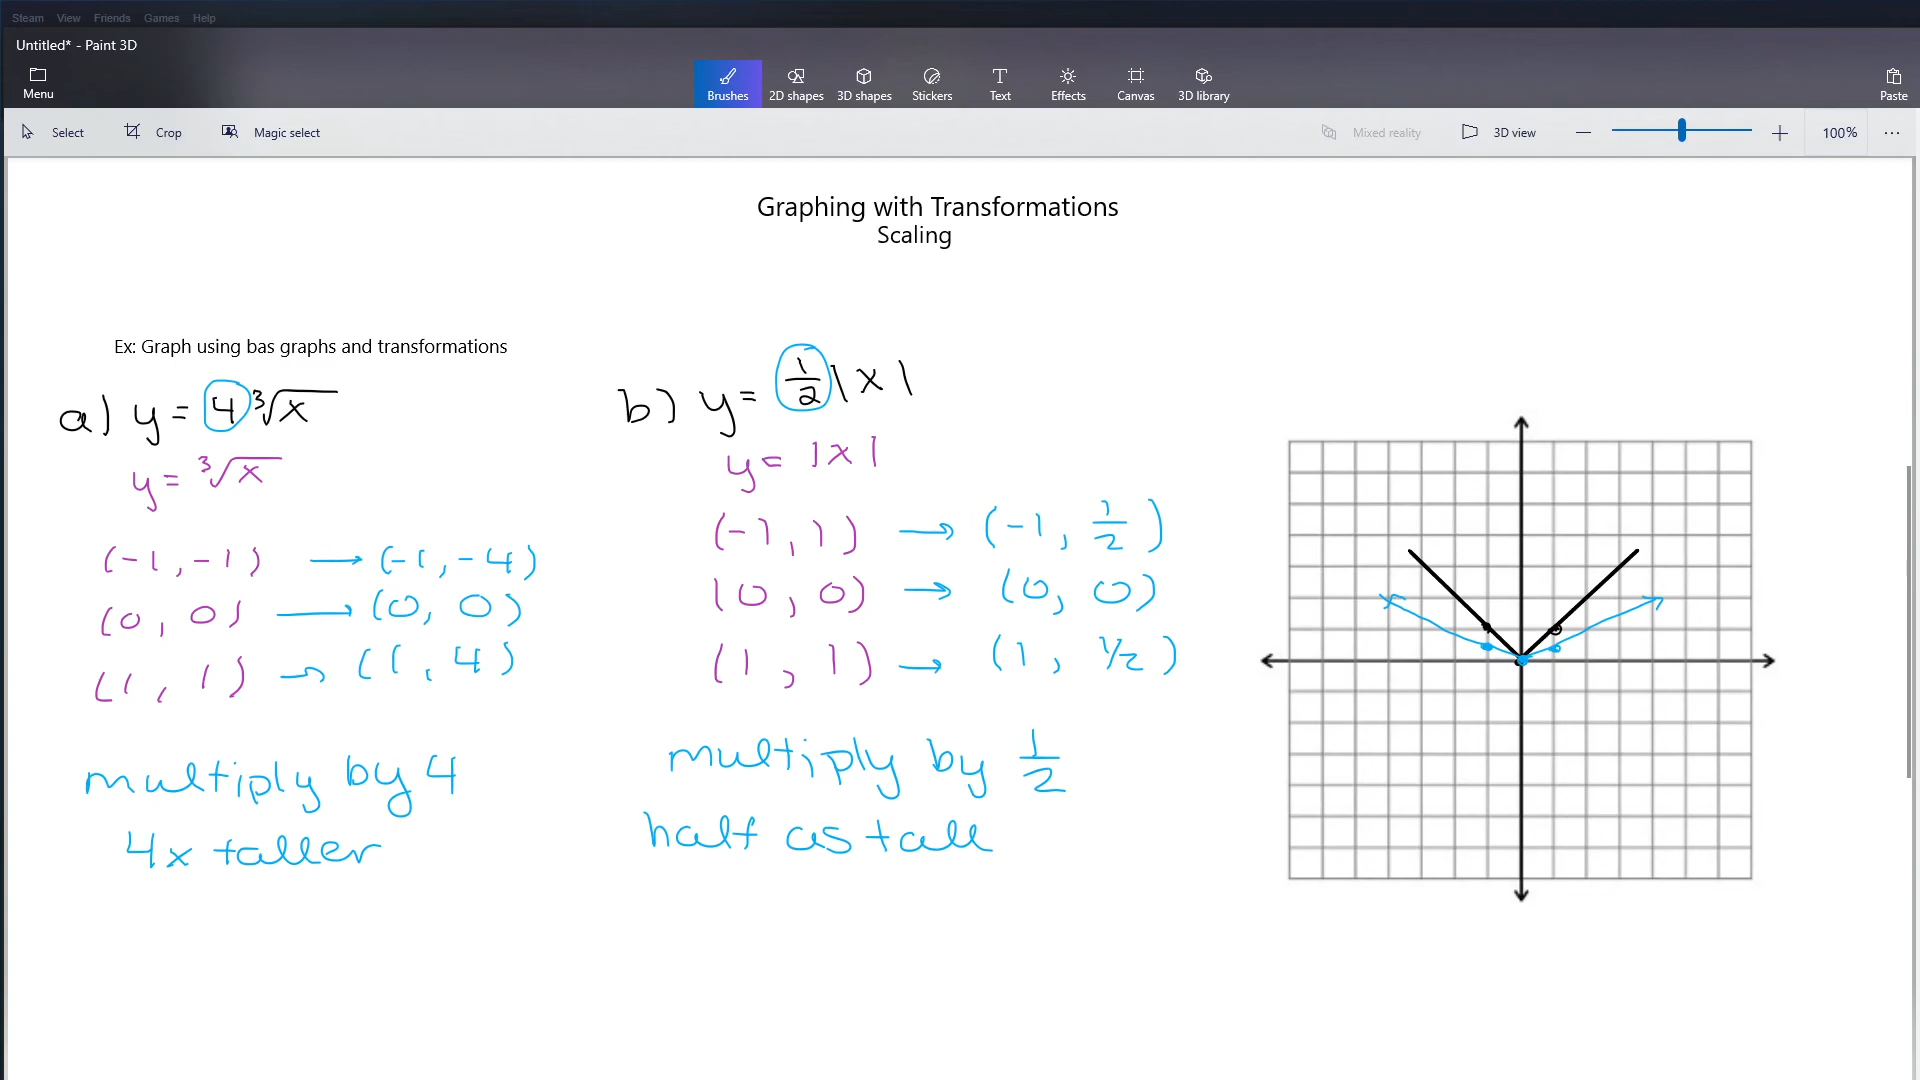 Steam View Friends Games Help
Untitled* - Paint 3D
Menu
Brushes 2D shapes 3D shapes Stickers Text Effects Canvas 3D library
Paste
Select Crop Magic select
Mixed reality 3D view 100%
Graphing with Transformations
Scaling
Ex: Graph using bas graphs and transformations
a) y = 4∛x
y = ∛x
(-1, -1) → (-1, -4)
(0, 0) → (0, 0)
(1, 1) → (1, 4)
multiply by 4
4x taller
b) y = 1/2 |x|
y = |x|
(-1, 1) → (-1, 1/2)
(0, 0) → (0, 0)
(1, 1) → (1, 1/2)
multiply by 1/2
half as tall